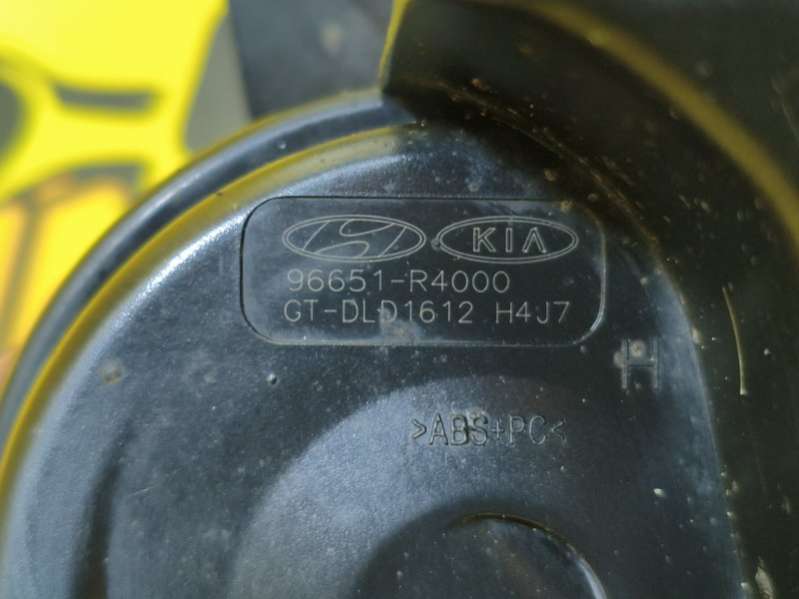 KIA
96651-R4000
GT-DLD1612 H4J7
H
>ABS+PC<